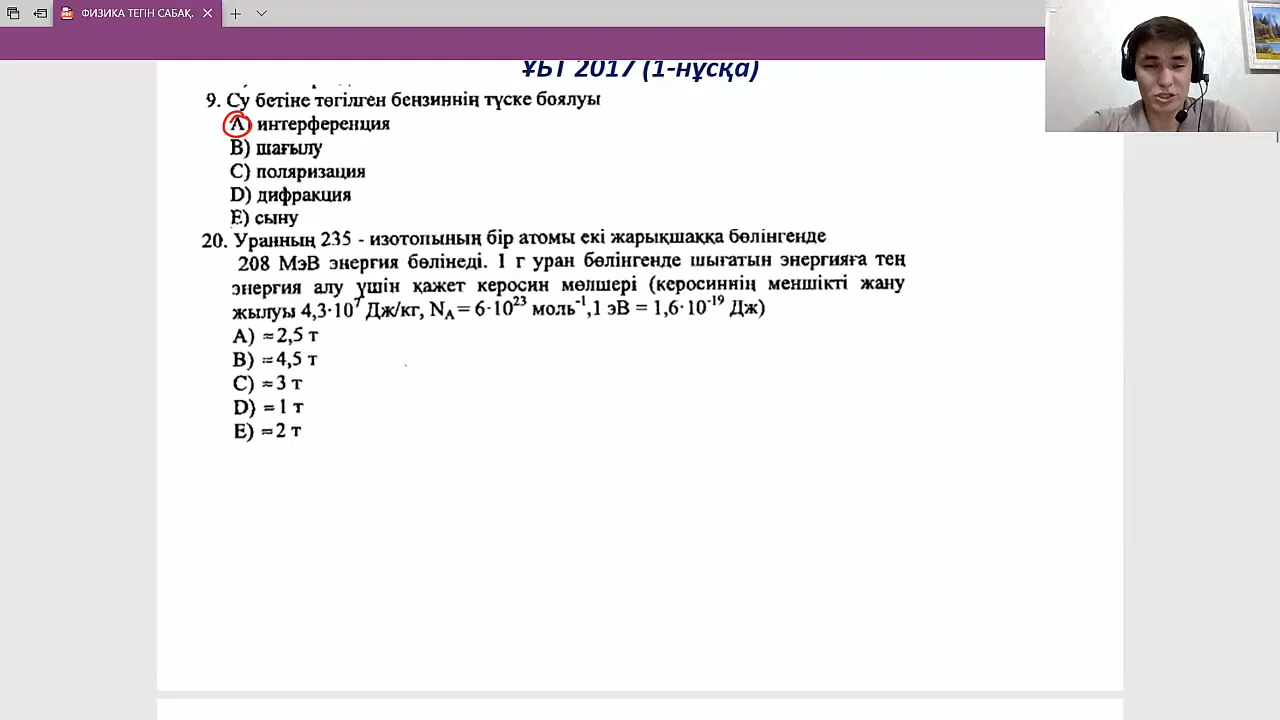 ФИЗИКА ТЕГІН САБАҚ.
ҰБТ 2017 (1-нұсқа)
9. Су бетіне төгілген бензиннің түске боялуы
A) интерференция
B) шағылу
C) поляризация
D) дифракция
E) сыну
20. Уранның 235 - изотопының бір атомы екі жарықшаққа бөлінгенде
208 МэВ энергия бөлінеді. 1 г уран бөлінгенде шығатын энергияға тең
энергия алу үшін қажет керосин мөлшері (керосиннің меншікті жану
жылуы 4,3·10⁷ Дж/кг, N_A = 6·10²³ моль⁻¹,1 эВ = 1,6·10⁻¹⁹ Дж)
A) ≈2,5 т
B) ≈4,5 т
C) ≈3 т
D) ≈1 т
E) ≈2 т